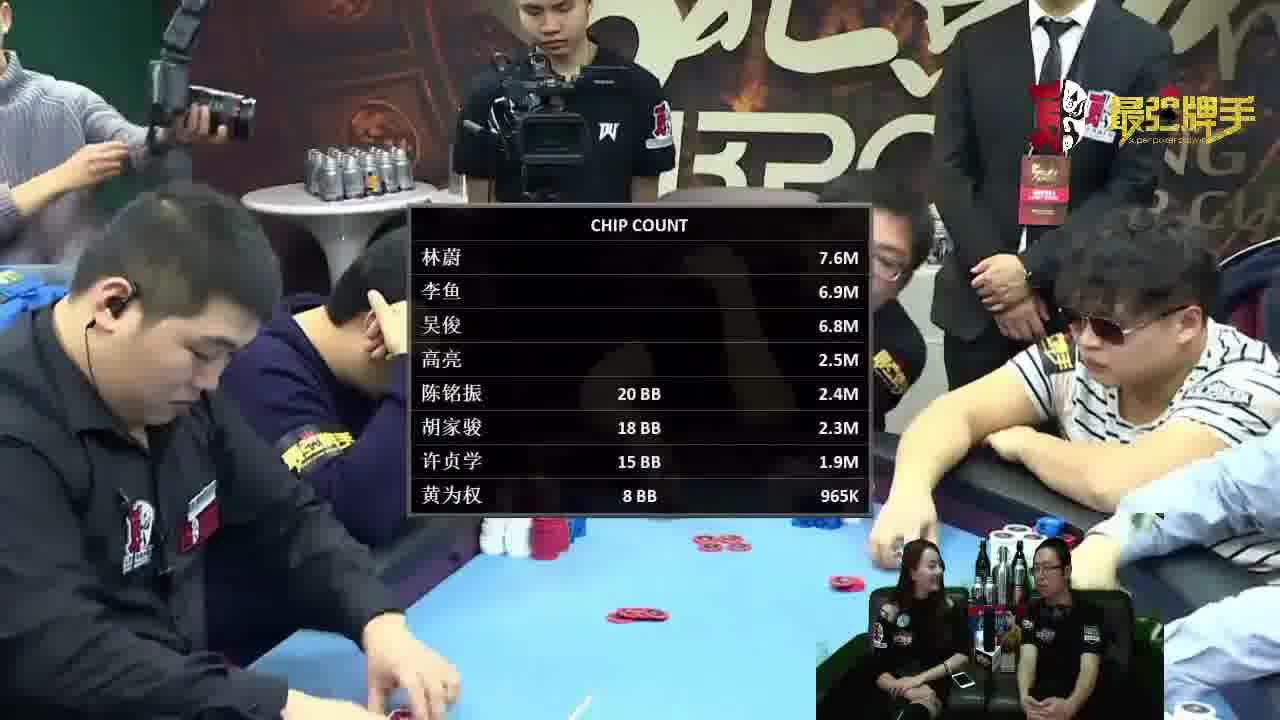 最强牌手
superpokerplayer
CHIP COUNT
林蔚 7.6M
李鱼 6.9M
吴俊 6.8M
高亮 2.5M
陈铭振 20 BB 2.4M
胡家骏 18 BB 2.3M
许贞学 15 BB 1.9M
黄为权 8 BB 965K